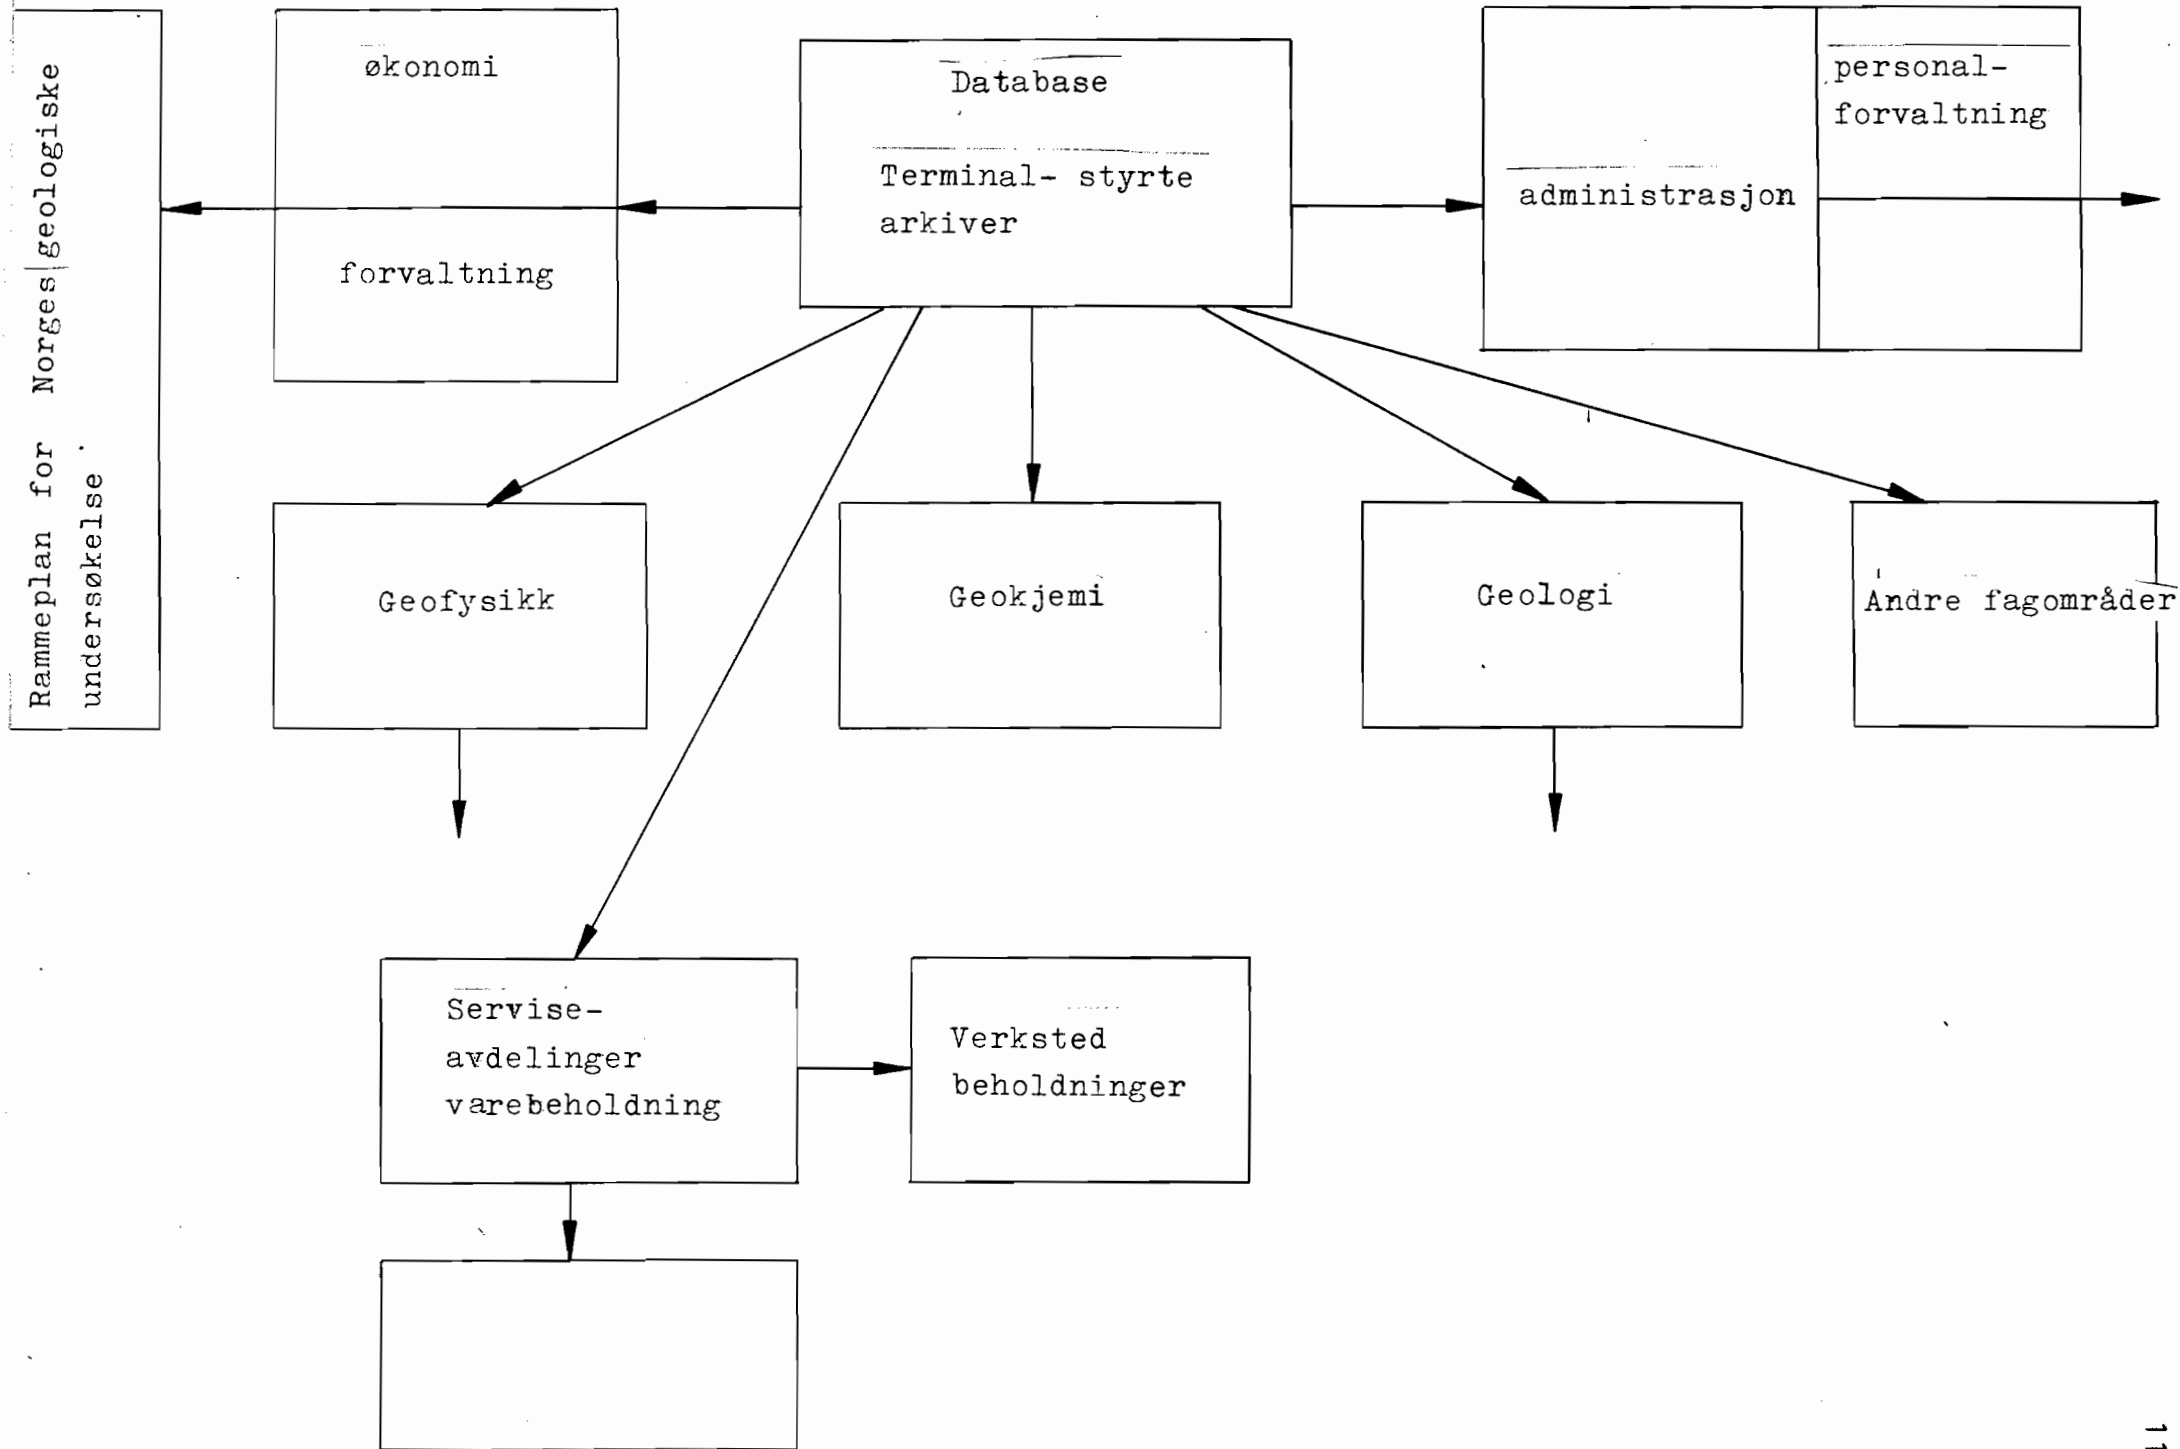 Rammeplan for Norges geologiske
undersøkelse
økonomi
forvaltning
Database
Terminal- styrte
arkiver
administrasjon
personal-
forvaltning
Geofysikk
Geokjemi
Geologi
Andre fagområder
Servise-
avdelinger
varebeholdning
Verksted
beholdninger
11